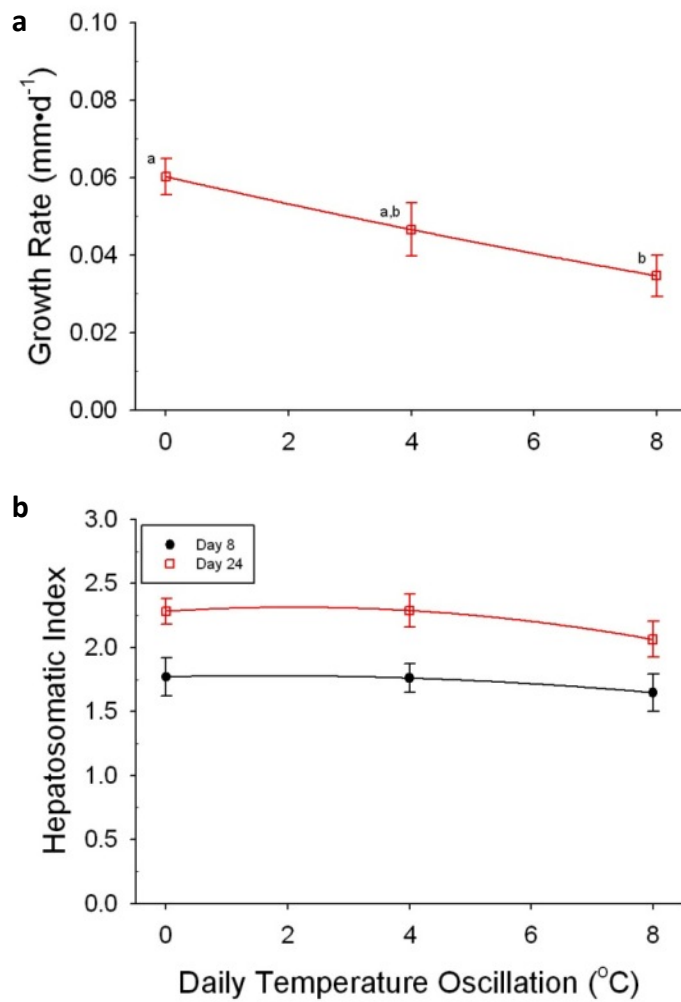 a
0.10
0.08
0.06
0.04
0.02
0.00
Growth Rate (mm•d⁻¹)
a
a,b
b
0 2 4 6 8
b
3.0
2.5
2.0
1.5
1.0
0.5
0.0
Hepatosomatic Index
Day 8
Day 24
0 2 4 6 8
Daily Temperature Oscillation (°C)